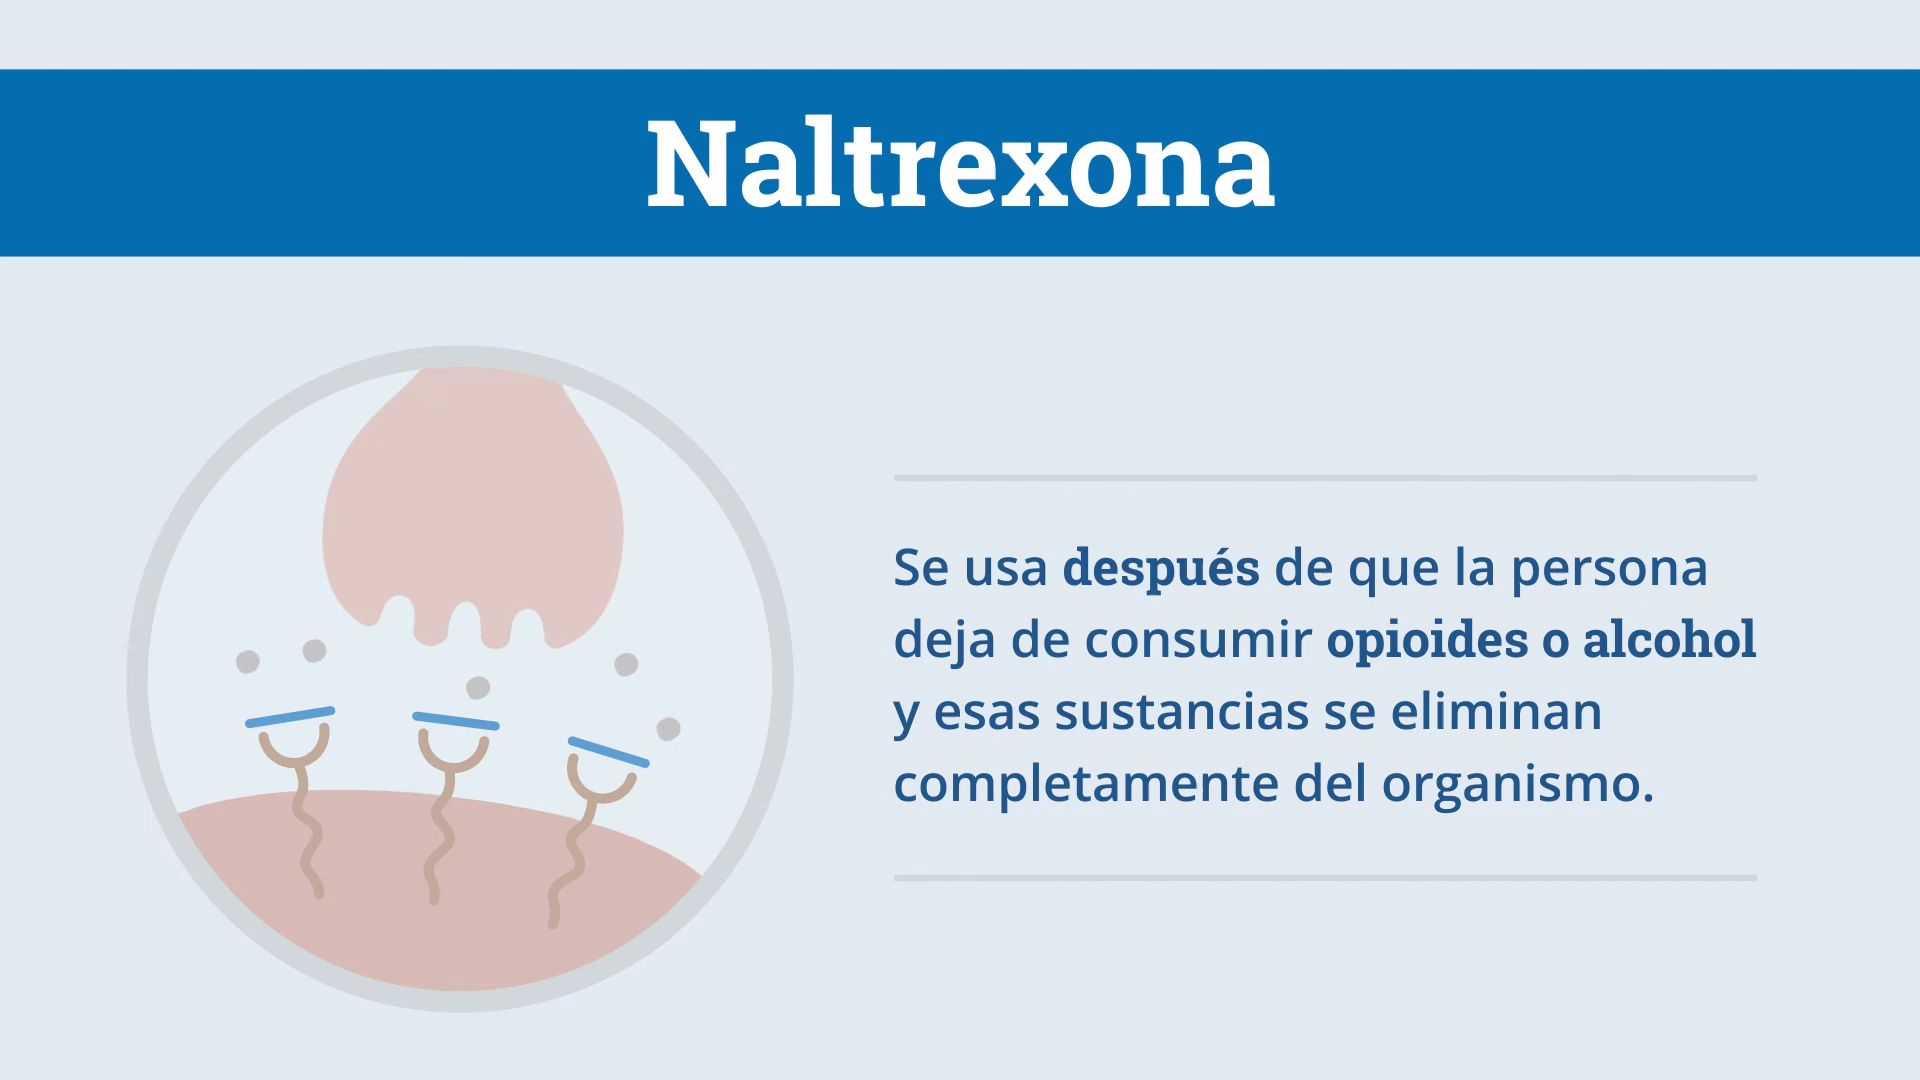 Naltrexona
Se usa después de que la persona
deja de consumir opioides o alcohol
y esas sustancias se eliminan
completamente del organismo.